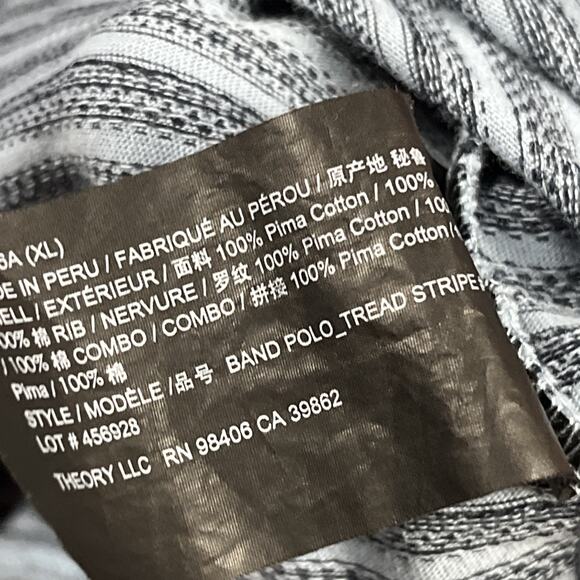 SA (XL)
DE IN PERU / FABRIQUÉ AU PÉROU / 原产地 秘鲁
ELL / EXTÉRIEUR / 面料 100% Pima Cotton / 100%
00% 棉 RIB / NERVURE / 罗纹 100% Pima Cotton / 10
/ 100% 棉 COMBO / COMBO / 拼接 100% Pima Cotton /
Pima / 100% 棉
STYLE / MODÈLE / 品号 BAND POLO_TREAD STRIPE
LOT # 456928
THEORY LLC RN 98406 CA 39862